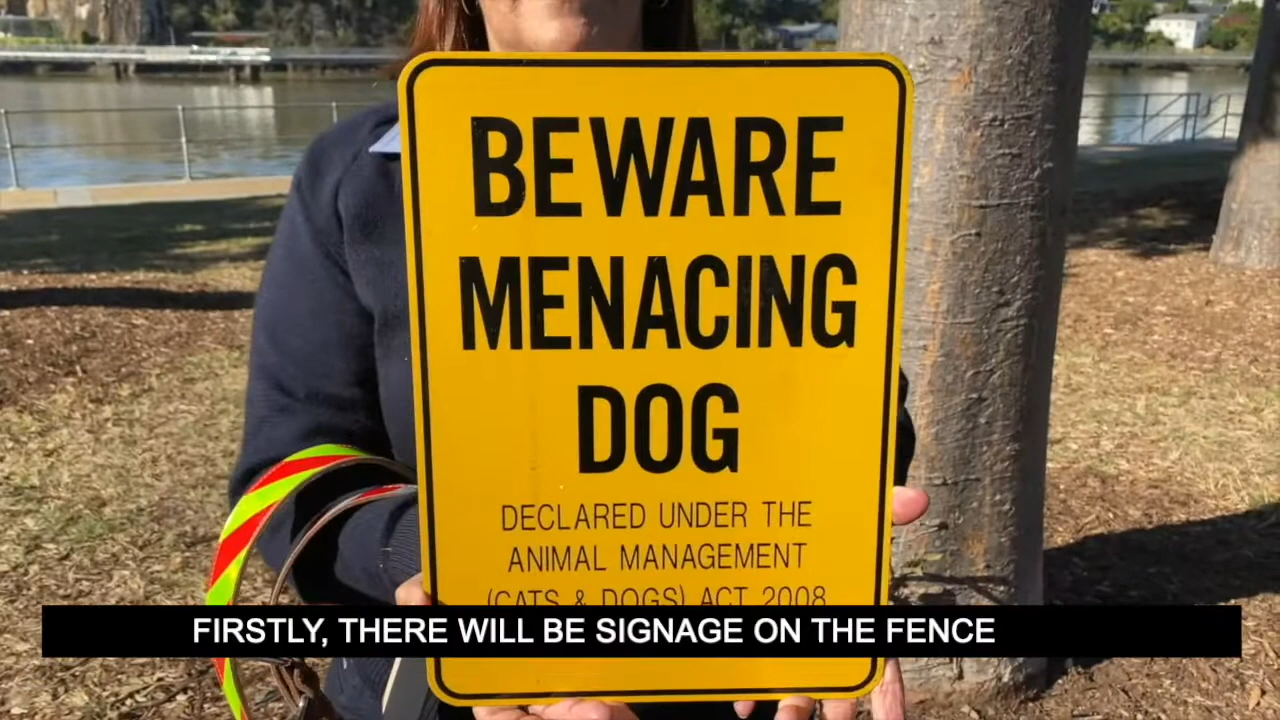 BEWARE
MENACING
DOG
DECLARED UNDER THE
ANIMAL MANAGEMENT
(CATS & DOGS) ACT 2008
FIRSTLY, THERE WILL BE SIGNAGE ON THE FENCE